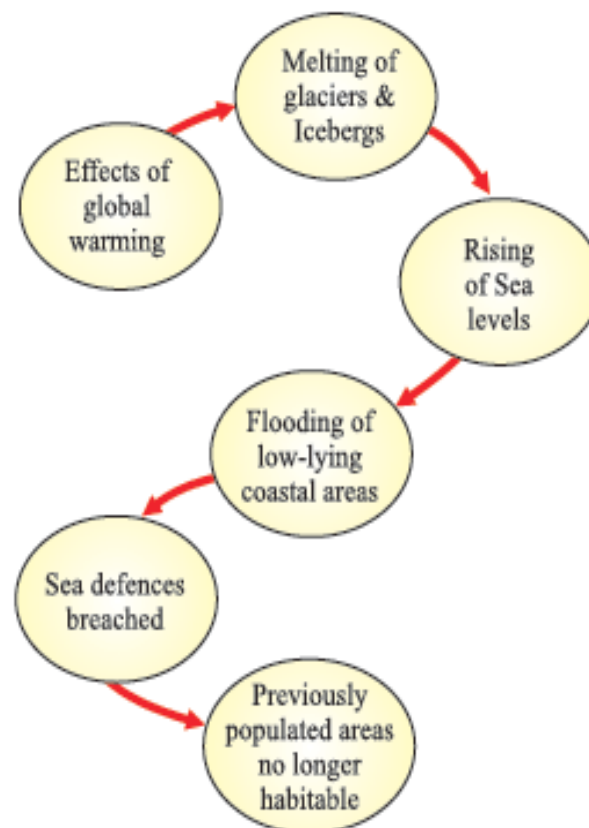 Effects of
global
warming
Melting of
glaciers &
Icebergs
Rising
of Sea
levels
Flooding of
low-lying
coastal areas
Sea defences
breached
Previously
populated areas
no longer
habitable